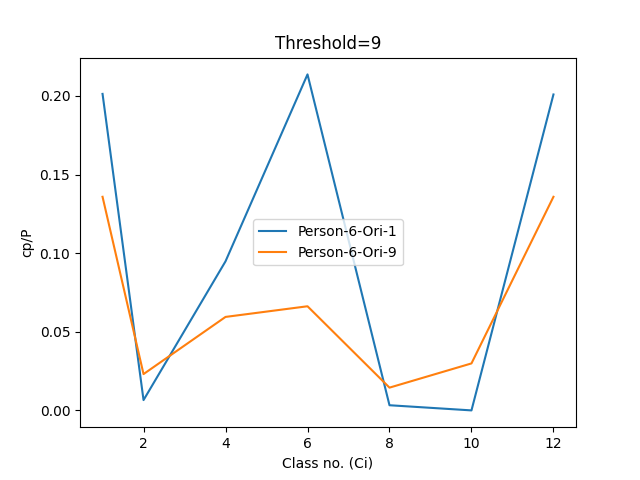 Threshold=9
0.20
0.15
0.10
0.05
0.00
cp/P
Person-6-Ori-1
Person-6-Ori-9
2 4 6 8 10 12
Class no. (Ci)